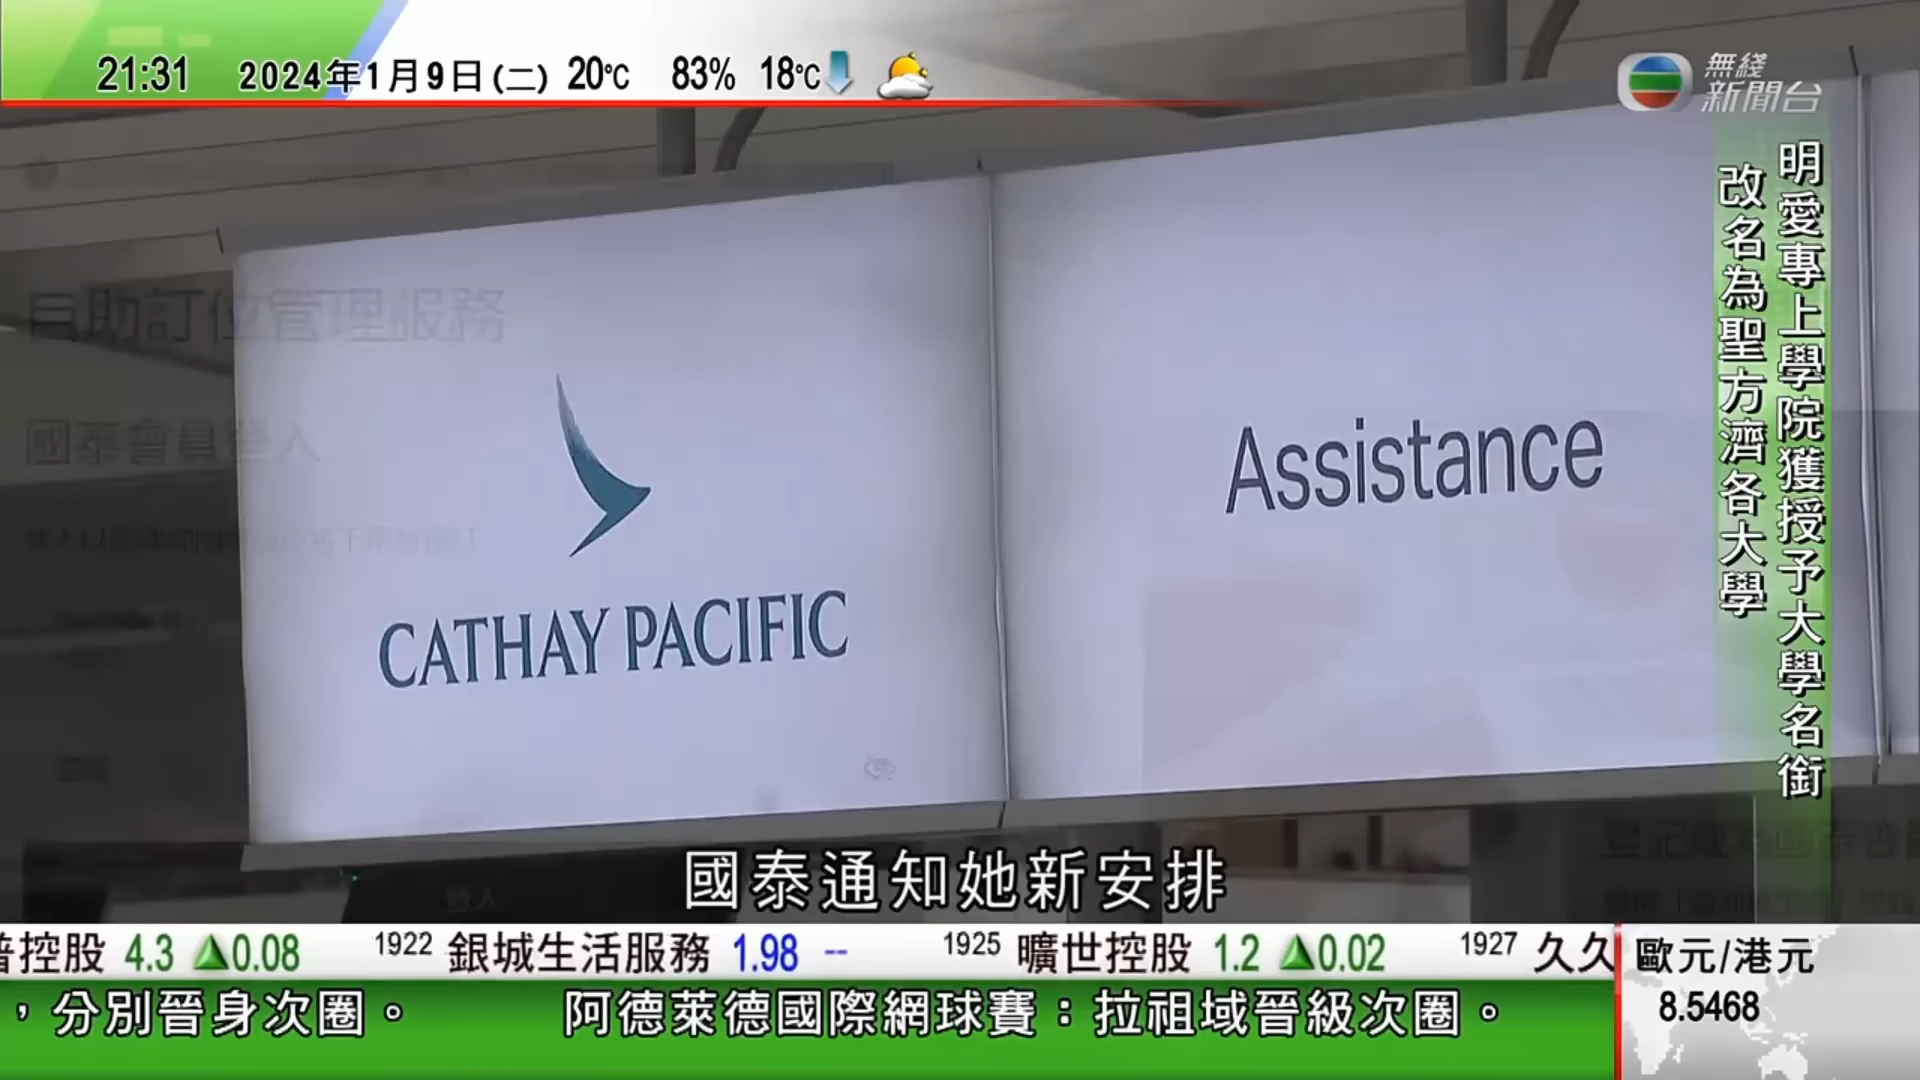 21:31 2024年1月9日(二) 20℃ 83% 18℃
無綫
新聞台
明愛專上學院獲授予大學名銜
改名為聖方濟各大學
自助訂位管理服務
國泰會員登入
CATHAY PACIFIC
Assistance
國泰通知她新安排
控股 4.3 ▲0.08 1922 銀城生活服務 1.98 -- 1925 曠世控股 1.2 ▲0.02 1927 久久
歐元/港元
8.5468
，分別晉身次圈。 阿德萊德國際網球賽：拉祖域晉級次圈。